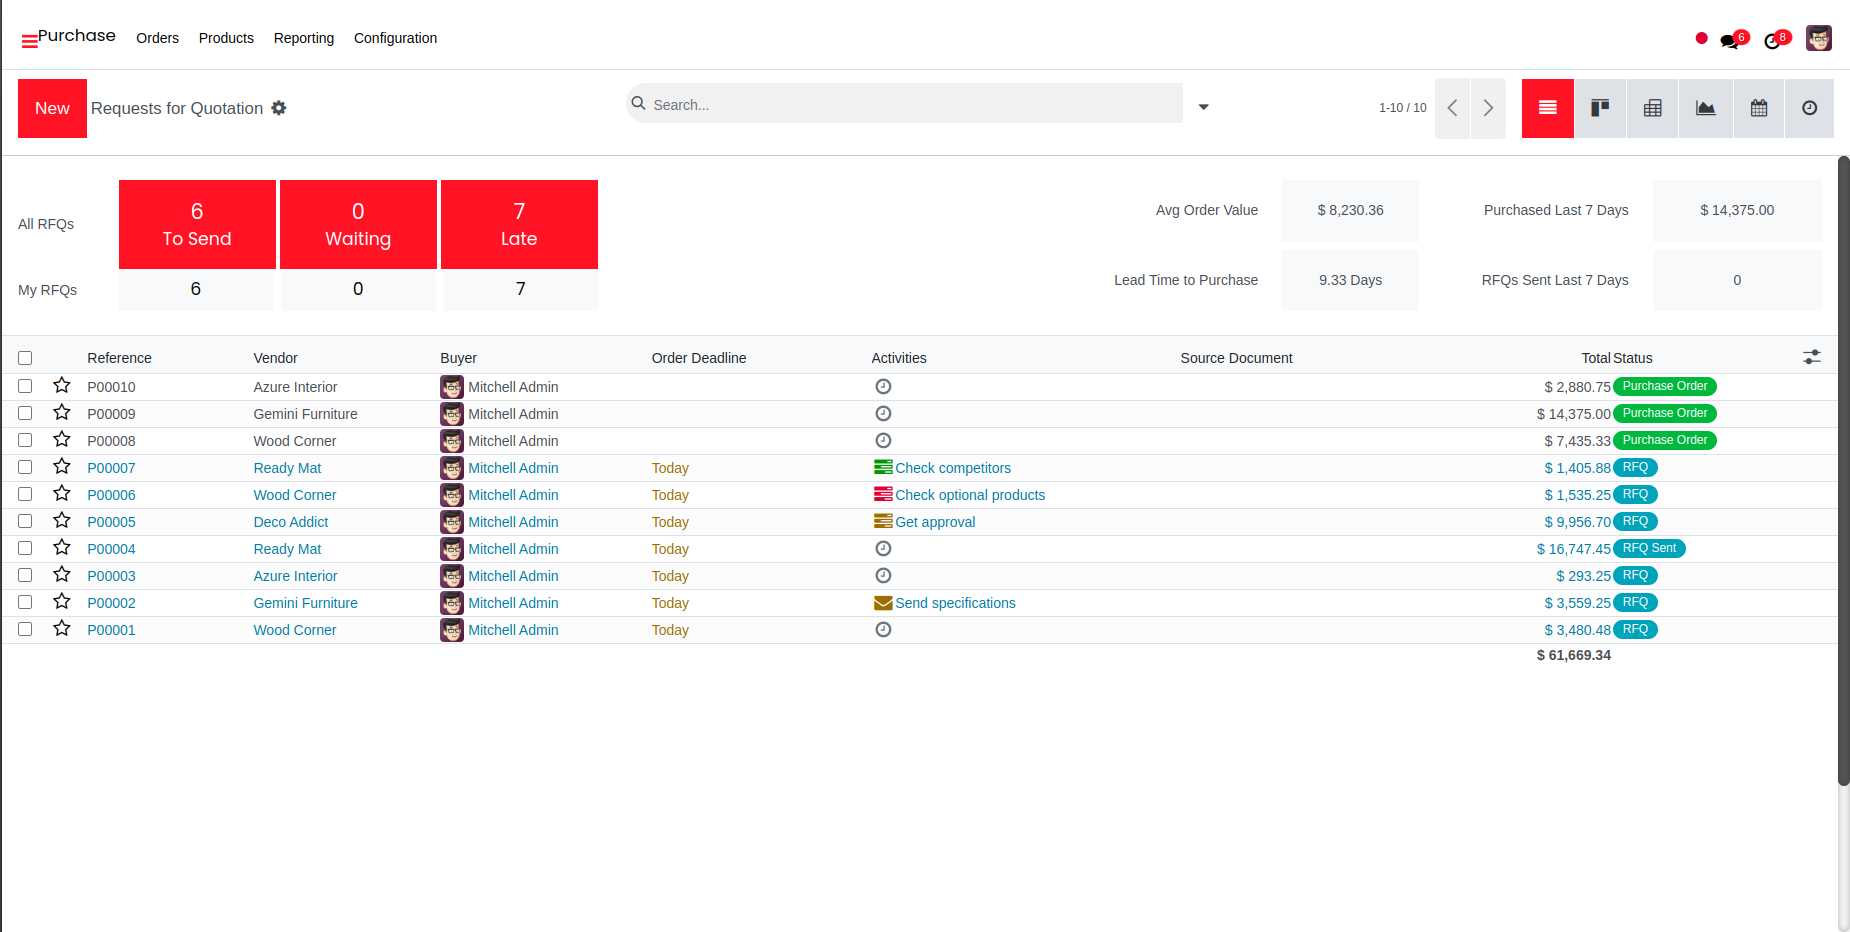 Purchase Orders Products Reporting Configuration 6 8
New Requests for Quotation Search... 1-10 / 10
All RFQs 6 To Send 0 Waiting 7 Late
My RFQs 6 0 7
Avg Order Value $ 8,230.36 Purchased Last 7 Days $ 14,375.00
Lead Time to Purchase 9.33 Days RFQs Sent Last 7 Days 0
Reference Vendor Buyer Order Deadline Activities Source Document Total Status
P00010 Azure Interior Mitchell Admin $ 2,880.75 Purchase Order
P00009 Gemini Furniture Mitchell Admin $ 14,375.00 Purchase Order
P00008 Wood Corner Mitchell Admin $ 7,435.33 Purchase Order
P00007 Ready Mat Mitchell Admin Today Check competitors $ 1,405.88 RFQ
P00006 Wood Corner Mitchell Admin Today Check optional products $ 1,535.25 RFQ
P00005 Deco Addict Mitchell Admin Today Get approval $ 9,956.70 RFQ
P00004 Ready Mat Mitchell Admin Today $ 16,747.45 RFQ Sent
P00003 Azure Interior Mitchell Admin Today $ 293.25 RFQ
P00002 Gemini Furniture Mitchell Admin Today Send specifications $ 3,559.25 RFQ
P00001 Wood Corner Mitchell Admin Today $ 3,480.48 RFQ
$ 61,669.34